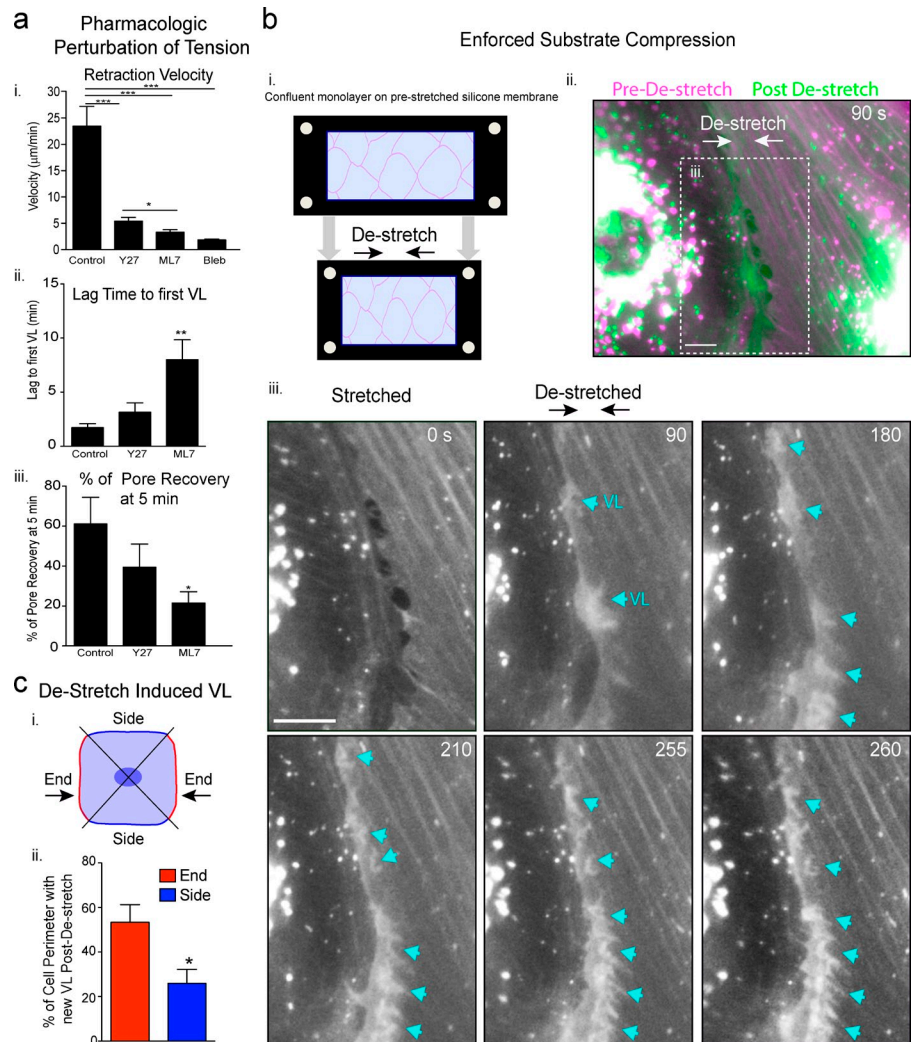 a
Pharmacologic
Perturbation of Tension
i.
Retraction Velocity
***
***
***
*
Velocity (µm/min)
30
25
20
15
10
5
0
Control Y27 ML7 Bleb
ii.
Lag Time to first VL
**
Lag to first VL (min)
15
10
5
0
Control Y27 ML7
iii.
% of Pore Recovery
at 5 min
*
% of Pore Recovery at 5 min
80
60
40
20
0
Control Y27 ML7
b
Enforced Substrate Compression
i.
Confluent monolayer on pre-stretched silicone membrane
De-stretch
ii.
Pre-De-stretch Post De-stretch
De-stretch
90 s
iii.
iii.
Stretched
De-stretched
0 s
90
VL
VL
180
210
255
260
c
De-Stretch Induced VL
i.
Side
End
End
Side
ii.
End
Side
*
% of Cell Perimeter with
new VL Post-De-stretch
80
60
40
20
0